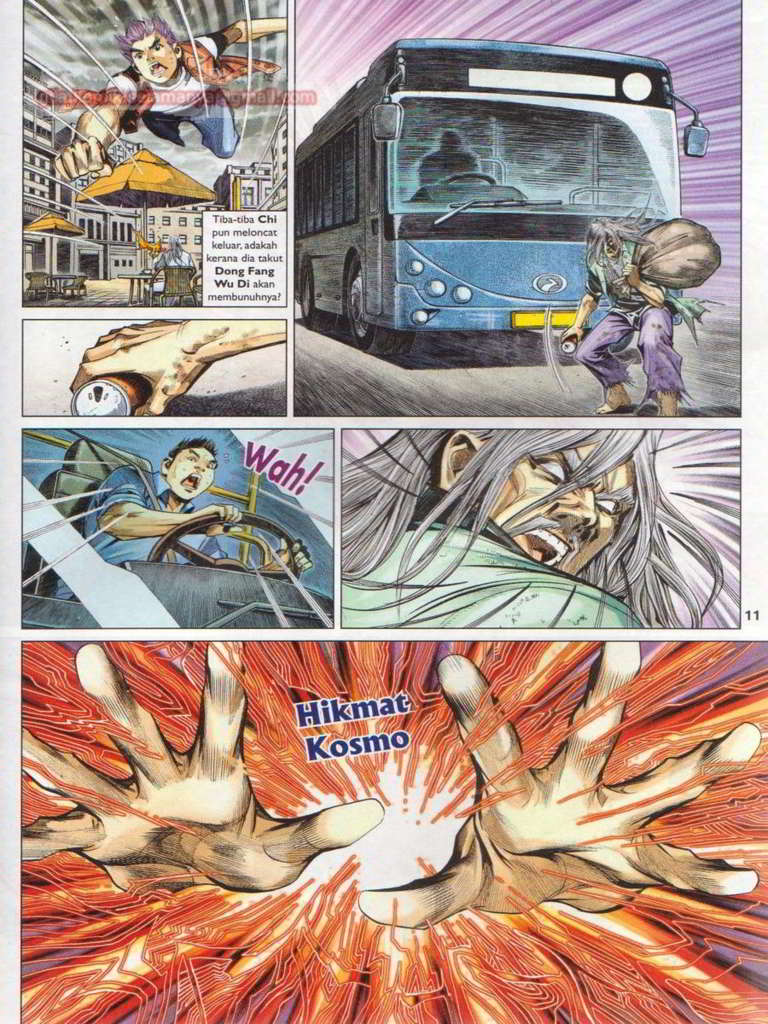 Tiba-tiba Chi
pun meloncat
keluar, adakah
kerana dia takut
Dong Fang
Wu Di akan
membunuhnya?
Wah!
11
Hikmat
Kosmo